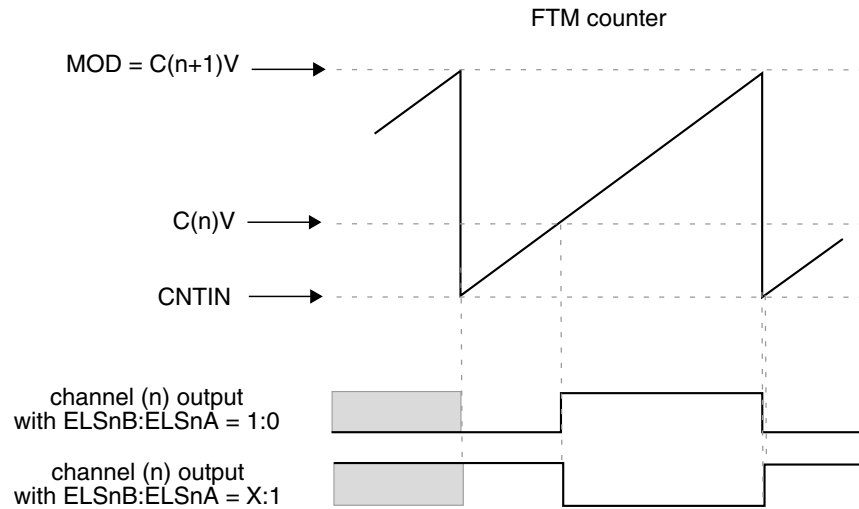 FTM counter
MOD = C(n+1)V
C(n)V
CNTIN
channel (n) output
with ELSnB:ELSnA = 1:0
channel (n) output
with ELSnB:ELSnA = X:1